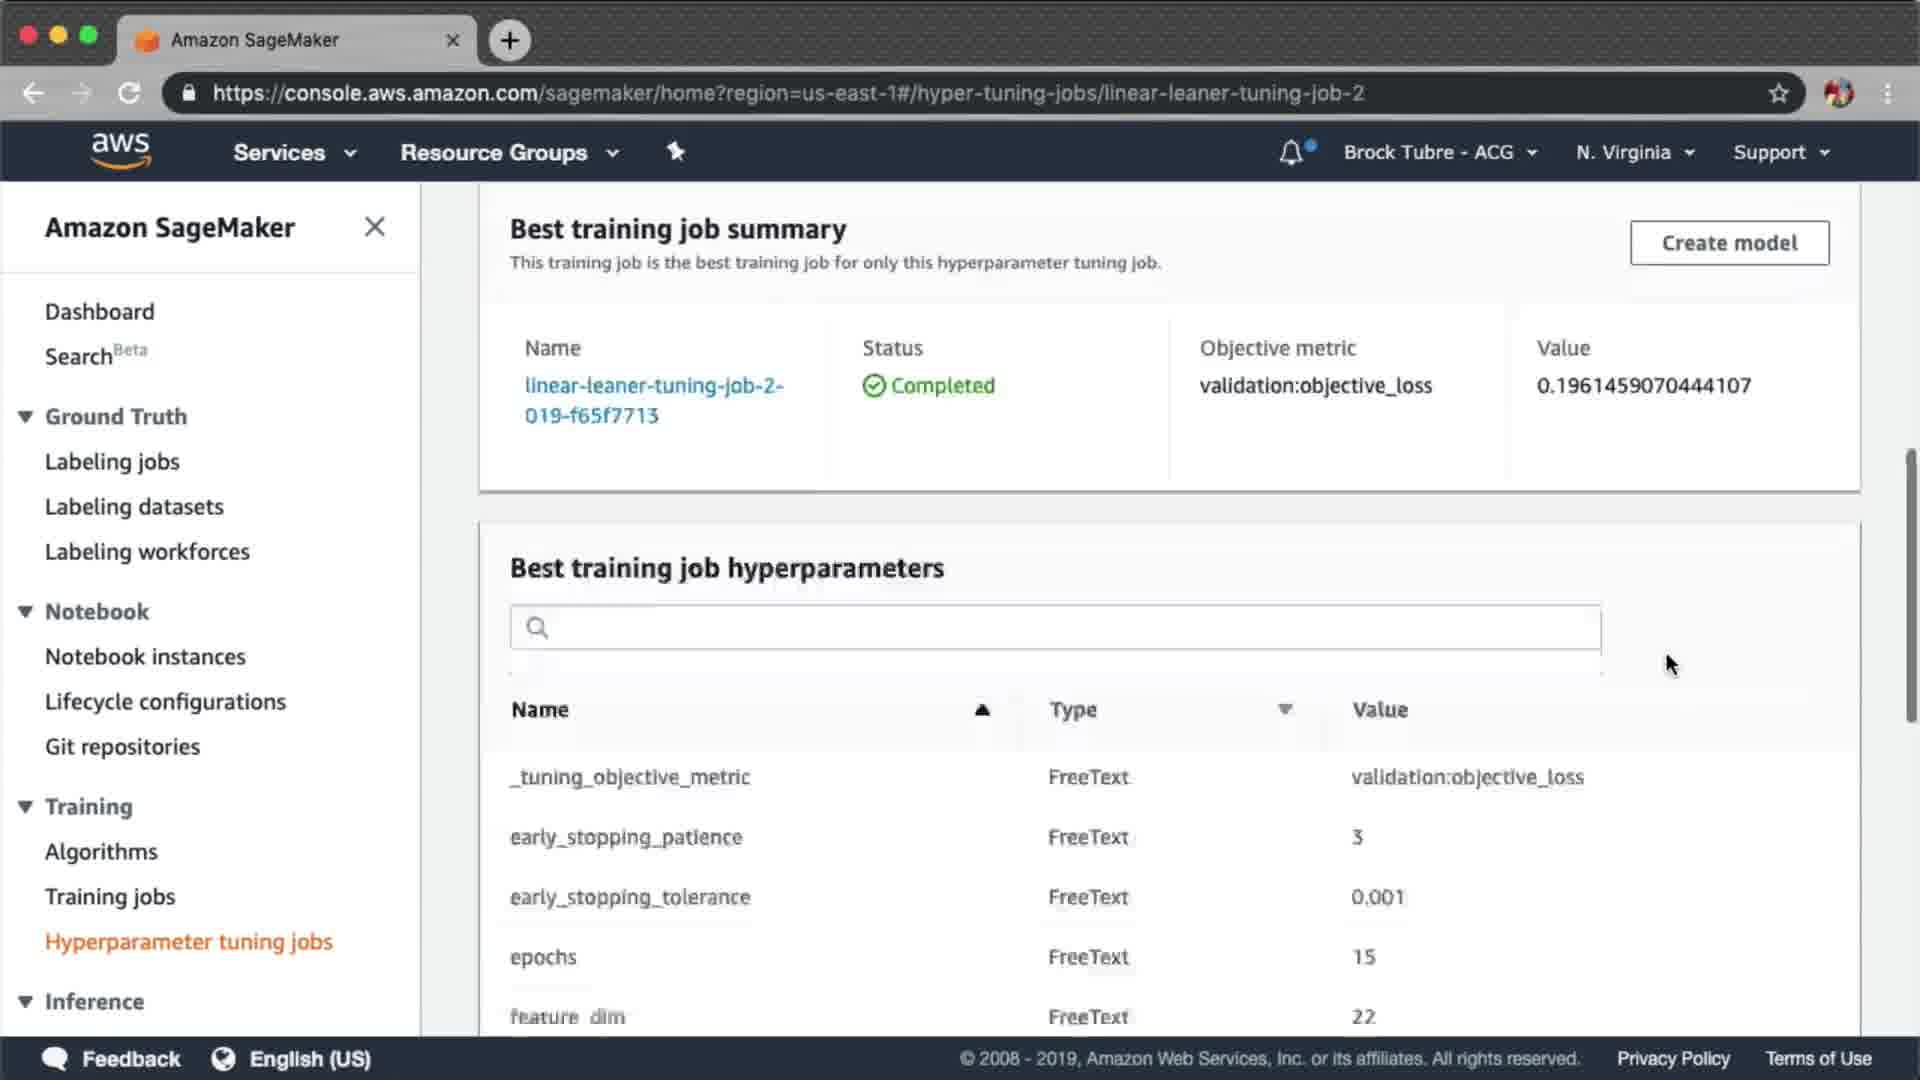 Amazon SageMaker
https://console.aws.amazon.com/sagemaker/home?region=us-east-1#/hyper-tuning-jobs/linear-leaner-tuning-job-2
aws Services Resource Groups Brock Tubre - ACG N. Virginia Support
Amazon SageMaker
Dashboard
Search Beta
Ground Truth
Labeling jobs
Labeling datasets
Labeling workforces
Notebook
Notebook instances
Lifecycle configurations
Git repositories
Training
Algorithms
Training jobs
Hyperparameter tuning jobs
Inference
Best training job summary
This training job is the best training job for only this hyperparameter tuning job.
Create model
Name Status Objective metric Value
linear-leaner-tuning-job-2-
019-f65f7713
Completed validation:objective_loss 0.1961459070444107
Best training job hyperparameters
Name Type Value
_tuning_objective_metric FreeText validation:objective_loss
early_stopping_patience FreeText 3
early_stopping_tolerance FreeText 0.001
epochs FreeText 15
feature_dim FreeText 22
Feedback English (US) © 2008 - 2019, Amazon Web Services, Inc. or its affiliates. All rights reserved. Privacy Policy Terms of Use